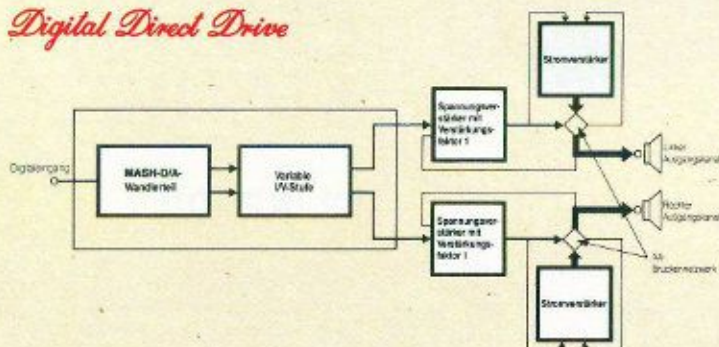 Digital Direct Drive
Stromverstärker
Spannungsver-
stärker mit
Verstärkungs-
faktor 1
Digitaleingang
MASH-D/A-
Wandlerteil
Variable
I/V-Stufe
Linker
Ausgangskanal
Rechter
Ausgangskanal
Spannungsver-
stärker mit
Verstärkungs-
faktor 1
Brückennetzwerk
Stromverstärker